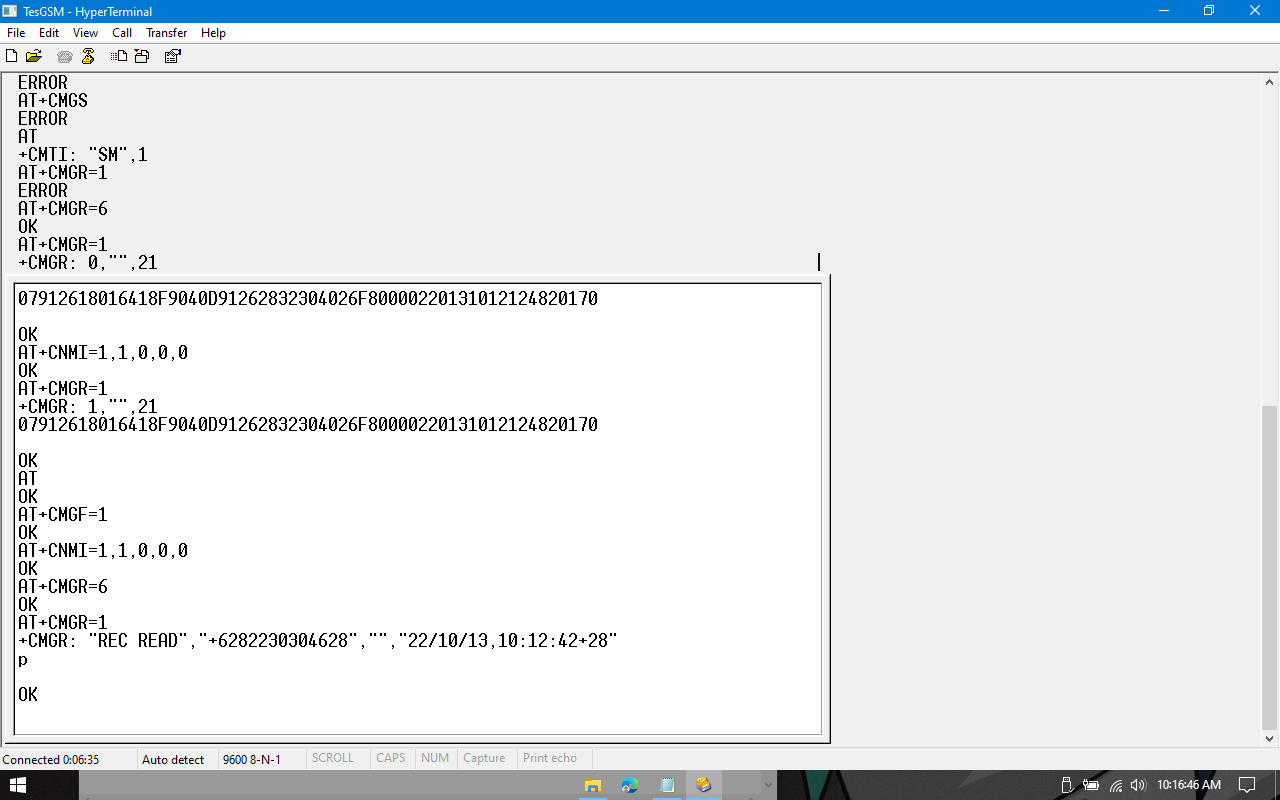 TesGSM - HyperTerminal
File Edit View Call Transfer Help
ERROR
AT+CMGS
ERROR
AT
+CMTI: "SM",1
AT+CMGR=1
ERROR
AT+CMGR=6
OK
AT+CMGR=1
+CMGR: 0,"",21
07912618016418F9040D91262832304026F80000220131012124820170
OK
AT+CNMI=1,1,0,0,0
OK
AT+CMGR=1
+CMGR: 1,"",21
07912618016418F9040D91262832304026F80000220131012124820170
OK
AT
OK
AT+CMGF=1
OK
AT+CNMI=1,1,0,0,0
OK
AT+CMGR=6
OK
AT+CMGR=1
+CMGR: "REC READ","+6282230304628","","22/10/13,10:12:42+28"
p
OK
Connected 0:06:35 Auto detect 9600 8-N-1 SCROLL CAPS NUM Capture Print echo
10:16:46 AM